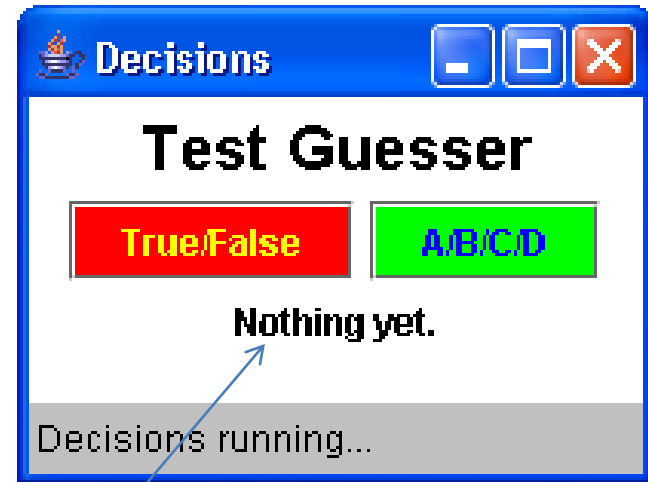 Decisions
Test Guesser
True/False A/B/C/D
Nothing yet.
Decisions running...